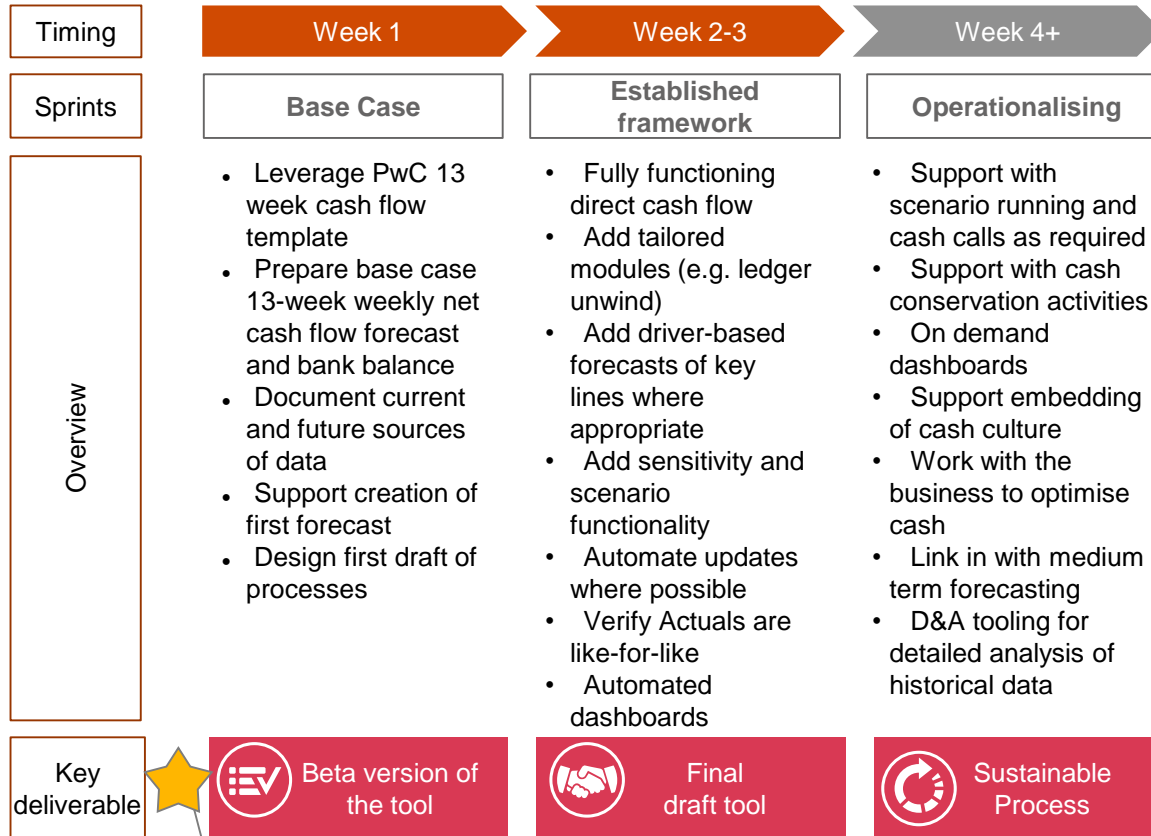 Timing
Week 1
Week 2-3
Week 4+
Sprints
Base Case
Established
framework
Operationalising
Overview
• Leverage PwC 13
week cash flow
template
• Prepare base case
13-week weekly net
cash flow forecast
and bank balance
• Document current
and future sources
of data
• Support creation of
first forecast
• Design first draft of
processes
• Fully functioning
direct cash flow
• Add tailored
modules (e.g. ledger
unwind)
• Add driver-based
forecasts of key
lines where
appropriate
• Add sensitivity and
scenario
functionality
• Automate updates
where possible
• Verify Actuals are
like-for-like
• Automated
dashboards
• Support with
scenario running and
cash calls as required
• Support with cash
conservation activities
• On demand
dashboards
• Support embedding
of cash culture
• Work with the
business to optimise
cash
• Link in with medium
term forecasting
• D&A tooling for
detailed analysis of
historical data
Key
deliverable
Beta version of
the tool
Final
draft tool
Sustainable
Process